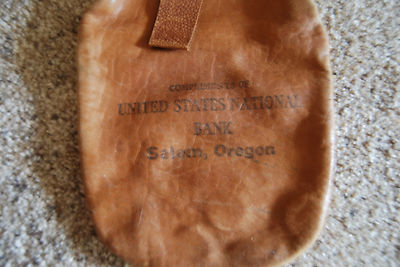 COMPLIMENTS OF
UNITED STATES NATIONAL
BANK
Salem, Oregon